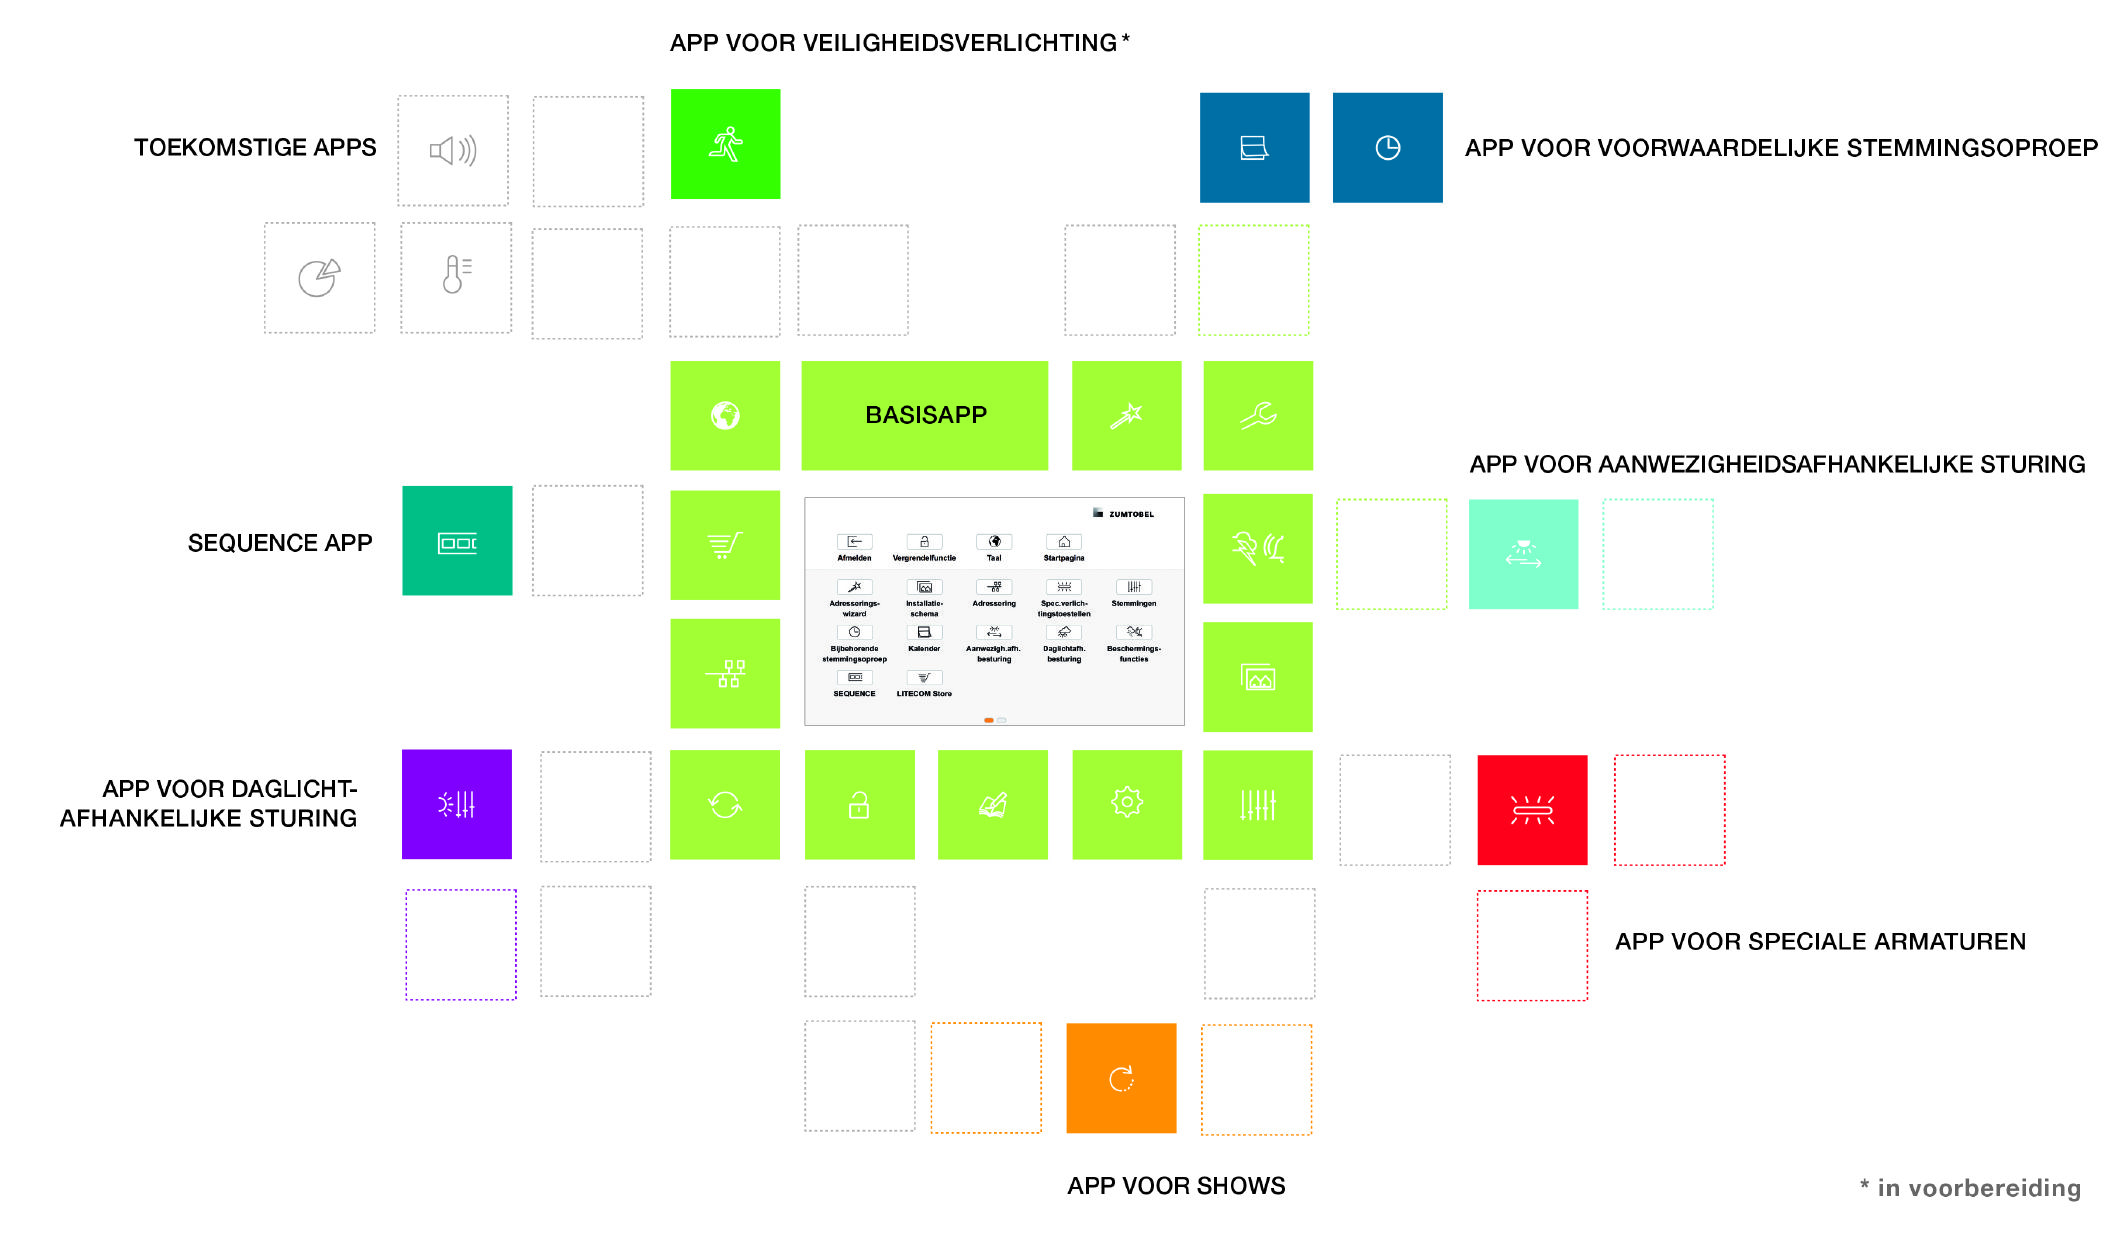 APP VOOR VEILIGHEIDSVERLICHTING *
TOEKOMSTIGE APPS
APP VOOR VOORWAARDELIJKE STEMMINGSOPROEP
BASISAPP
APP VOOR AANWEZIGHEIDSAFHANKELIJKE STURING
SEQUENCE APP
ZUMTOBEL
Afmelden Vergrendelfunctie Taal Startpagina
Adresserings-
wizard
Installatie-
schema
Adressering
Spec.verlich-
tingstoestellen
Stemmingen
Bijbehorende
stemmingsoproep
Kalender
Aanwezigh.afh.
besturing
Daglichtafh.
besturing
Beschermings-
functies
SEQUENCE LITECOM Store
APP VOOR DAGLICHT-
AFHANKELIJKE STURING
APP VOOR SPECIALE ARMATUREN
APP VOOR SHOWS
* in voorbereiding